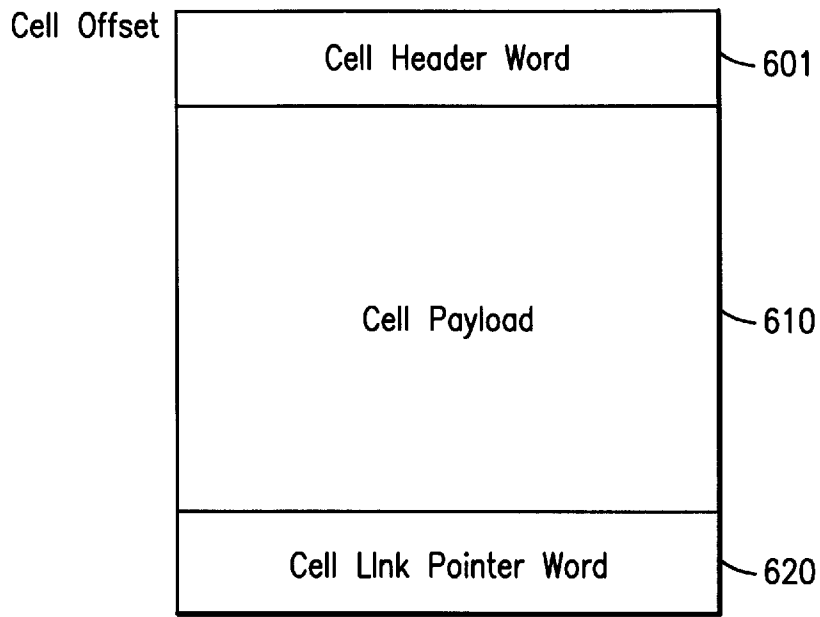 Cell Offset
Cell Header Word
601
Cell Payload
610
Cell LInk Pointer Word
620